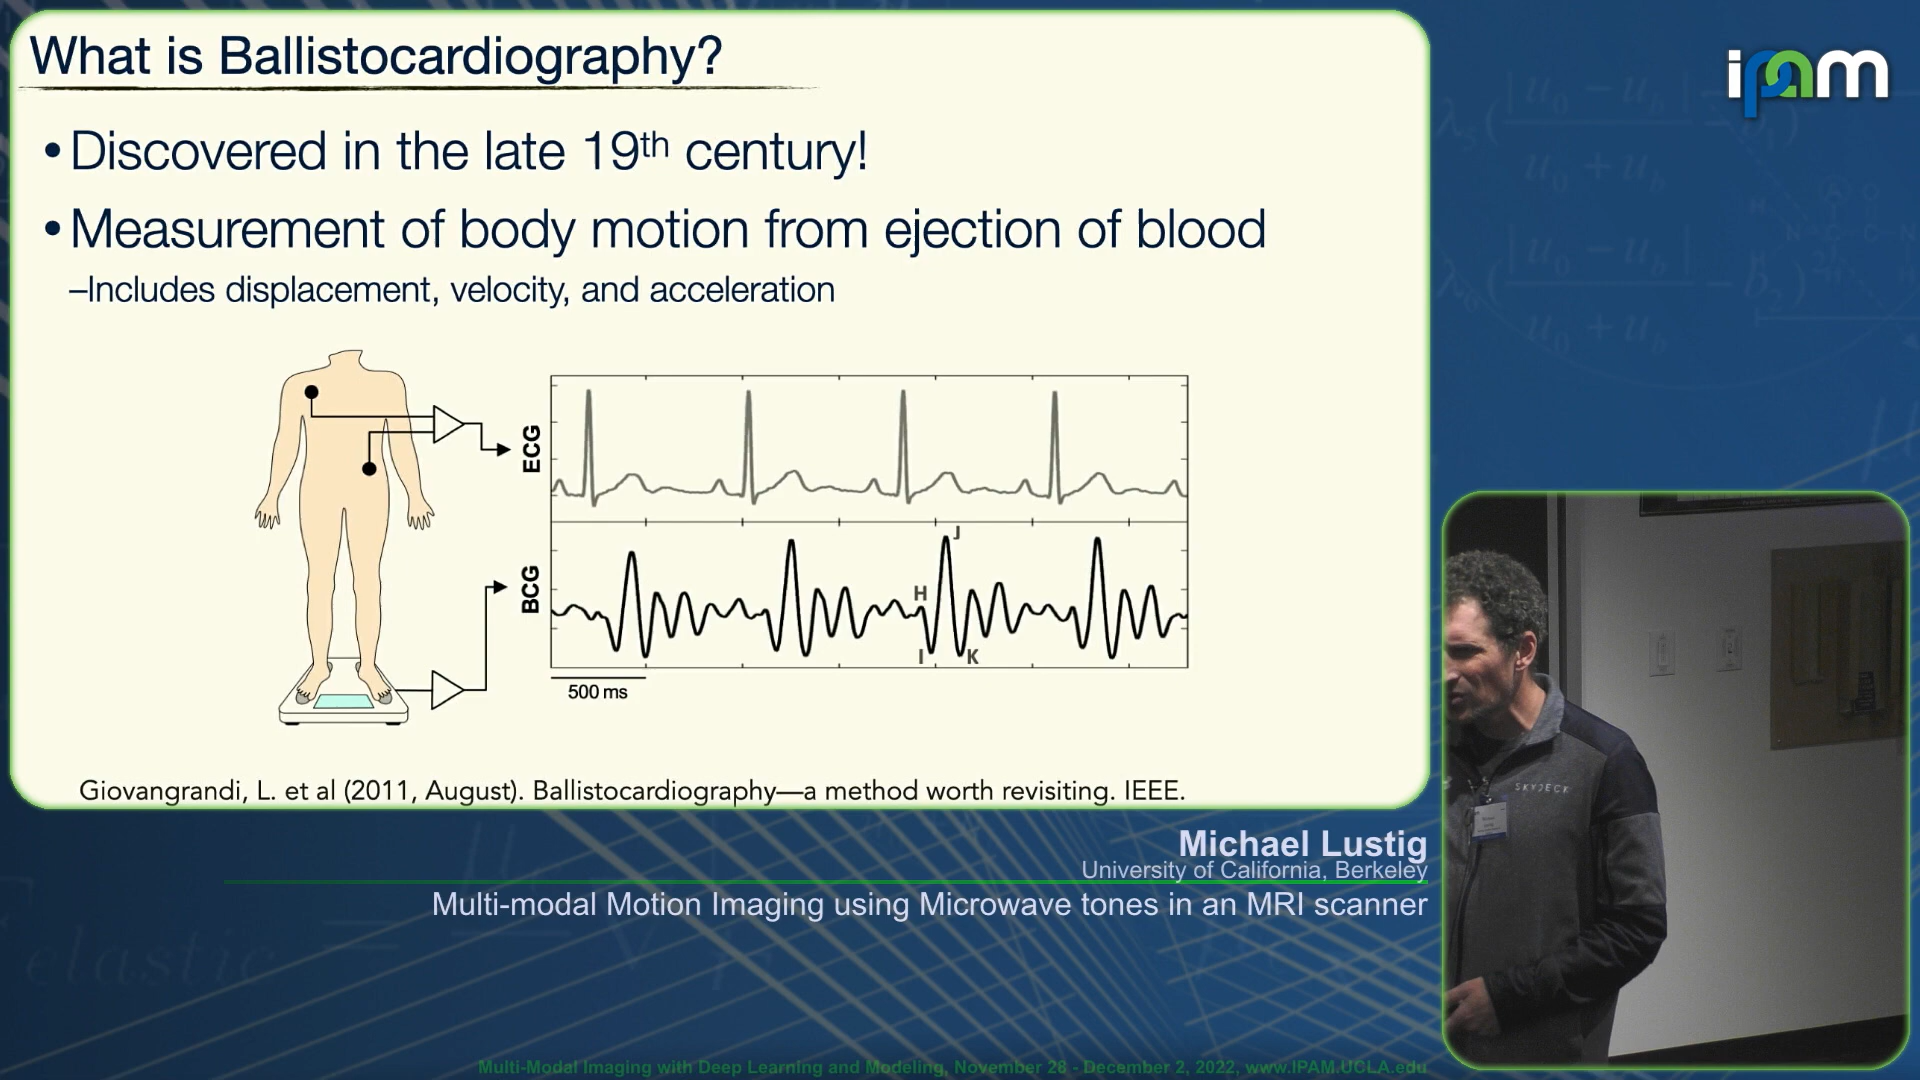 What is Ballistocardiography?
ipam
•Discovered in the late 19th century!
•Measurement of body motion from ejection of blood
–Includes displacement, velocity, and acceleration
ECG
BCG
J
H
I
K
500 ms
Giovangrandi, L. et al (2011, August). Ballistocardiography—a method worth revisiting. IEEE.
SKYDECK
Michael Lustig
University of California, Berkeley
Multi-modal Motion Imaging using Microwave tones in an MRI scanner
elastic
Multi-Modal Imaging with Deep Learning and Modeling, November 28 - December 2, 2022, www.IPAM.UCLA.edu